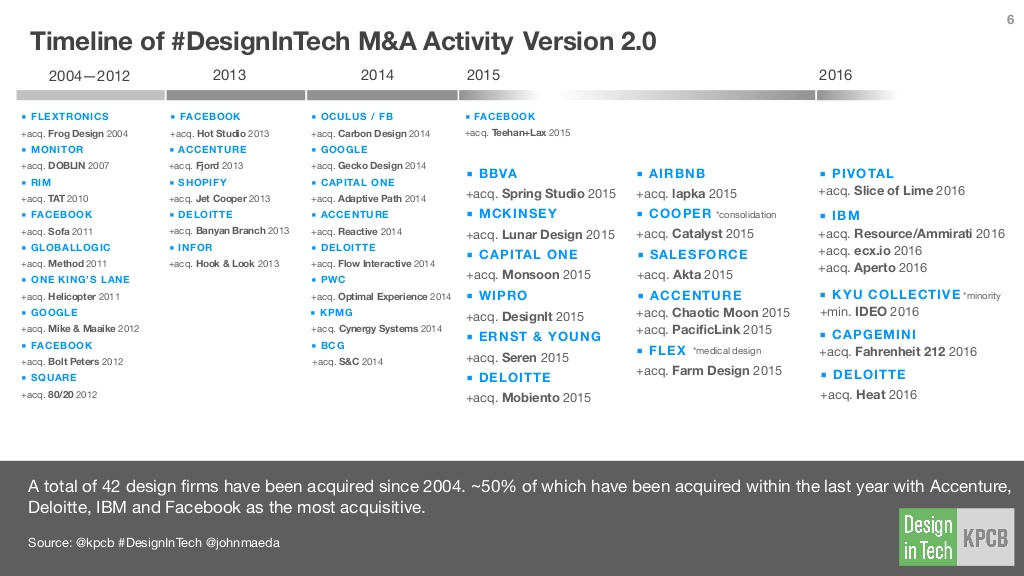 6
Timeline of #DesignInTech M&A Activity Version 2.0
2004—2012
2013
2014
2015
2016
▪ FLEXTRONICS
+acq. Frog Design 2004
▪ MONITOR
+acq. DOBLIN 2007
▪ RIM
+acq. TAT 2010
▪ FACEBOOK
+acq. Sofa 2011
▪ GLOBALLOGIC
+acq. Method 2011
▪ ONE KING'S LANE
+acq. Helicopter 2011
▪ GOOGLE
+acq. Mike & Maaike 2012
▪ FACEBOOK
+acq. Bolt Peters 2012
▪ SQUARE
+acq. 80/20 2012
▪ FACEBOOK
+acq. Hot Studio 2013
▪ ACCENTURE
+acq. Fjord 2013
▪ SHOPIFY
+acq. Jet Cooper 2013
▪ DELOITTE
+acq. Banyan Branch 2013
▪ INFOR
+acq. Hook & Look 2013
▪ OCULUS / FB
+acq. Carbon Design 2014
▪ GOOGLE
+acq. Gecko Design 2014
▪ CAPITAL ONE
+acq. Adaptive Path 2014
▪ ACCENTURE
+acq. Reactive 2014
▪ DELOITTE
+acq. Flow Interactive 2014
▪ PWC
+acq. Optimal Experience 2014
▪ KPMG
+acq. Cynergy Systems 2014
▪ BCG
+acq. S&C 2014
▪ FACEBOOK
+acq. Teehan+Lax 2015
▪ BBVA
+acq. Spring Studio 2015
▪ MCKINSEY
+acq. Lunar Design 2015
▪ CAPITAL ONE
+acq. Monsoon 2015
▪ WIPRO
+acq. DesignIt 2015
▪ ERNST & YOUNG
+acq. Seren 2015
▪ DELOITTE
+acq. Mobiento 2015
▪ AIRBNB
+acq. lapka 2015
▪ COOPER *consolidation
+acq. Catalyst 2015
▪ SALESFORCE
+acq. Akta 2015
▪ ACCENTURE
+acq. Chaotic Moon 2015
+acq. PacificLink 2015
▪ FLEX *medical design
+acq. Farm Design 2015
▪ PIVOTAL
+acq. Slice of Lime 2016
▪ IBM
+acq. Resource/Ammirati 2016
+acq. ecx.io 2016
+acq. Aperto 2016
▪ KYU COLLECTIVE *minority
+min. IDEO 2016
▪ CAPGEMINI
+acq. Fahrenheit 212 2016
▪ DELOITTE
+acq. Heat 2016
A total of 42 design firms have been acquired since 2004. ~50% of which have been acquired within the last year with Accenture,
Deloitte, IBM and Facebook as the most acquisitive.
Source: @kpcb #DesignInTech @johnmaeda
Design
in Tech
KPCB